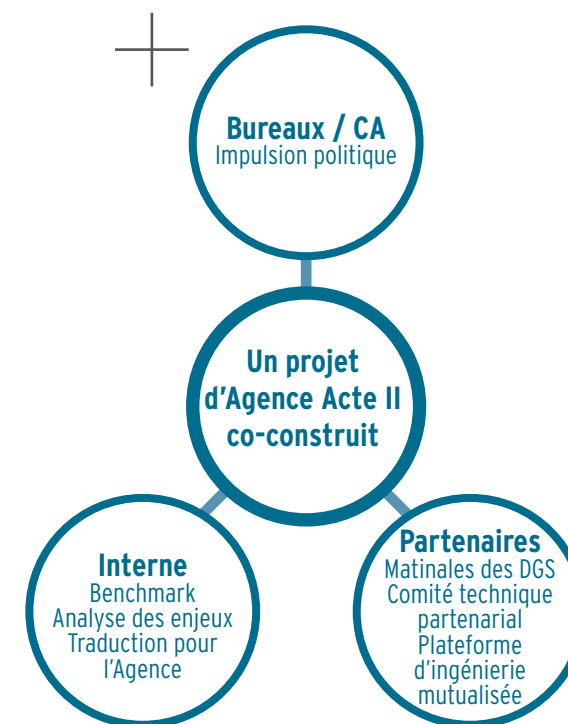 Bureaux / CA
Impulsion politique
Un projet
d'Agence Acte II
co-construit
Interne
Benchmark
Analyse des enjeux
Traduction pour
l'Agence
Partenaires
Matinales des DGS
Comité technique
partenarial
Plateforme
d'ingénierie
mutualisée